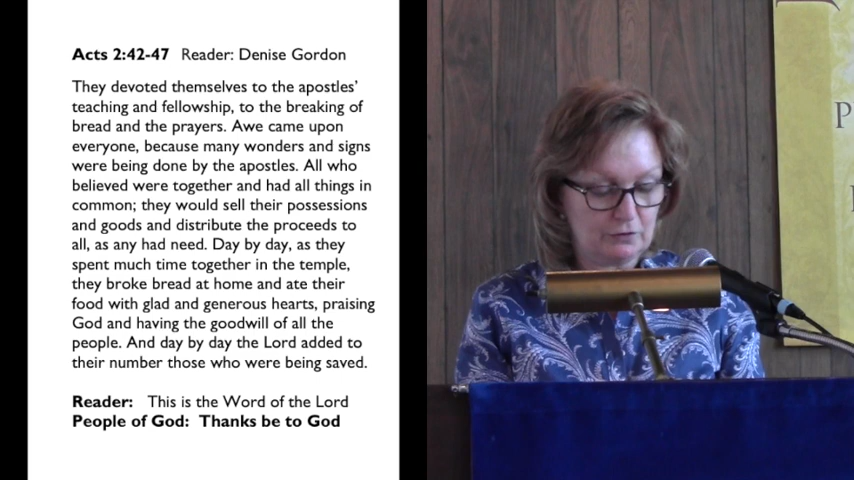 Acts 2:42-47 Reader: Denise Gordon
They devoted themselves to the apostles’
teaching and fellowship, to the breaking of
bread and the prayers. Awe came upon
everyone, because many wonders and signs
were being done by the apostles. All who
believed were together and had all things in
common; they would sell their possessions
and goods and distribute the proceeds to
all, as any had need. Day by day, as they
spent much time together in the temple,
they broke bread at home and ate their
food with glad and generous hearts, praising
God and having the goodwill of all the
people. And day by day the Lord added to
their number those who were being saved.
Reader: This is the Word of the Lord
People of God: Thanks be to God
P